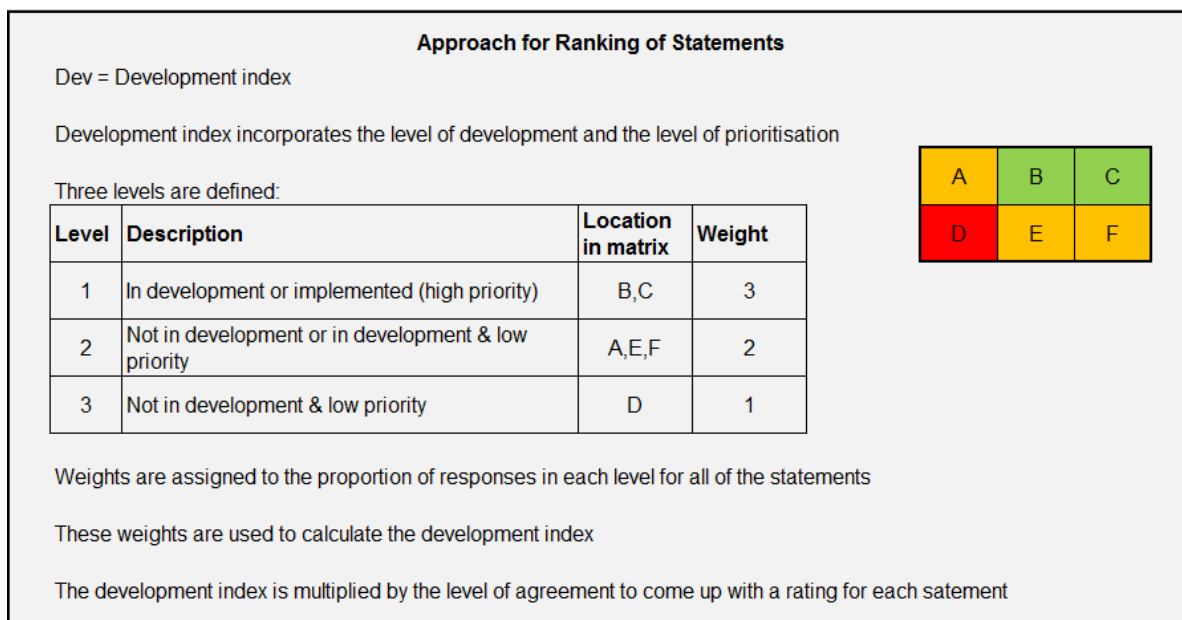 Approach for Ranking of Statements
Dev = Development index
Development index incorporates the level of development and the level of prioritisation
Three levels are defined:
Level Description Location in matrix Weight
1 In development or implemented (high priority) B,C 3
2 Not in development or in development & low priority A,E,F 2
3 Not in development & low priority D 1
A B C
D E F
Weights are assigned to the proportion of responses in each level for all of the statements
These weights are used to calculate the development index
The development index is multiplied by the level of agreement to come up with a rating for each satement